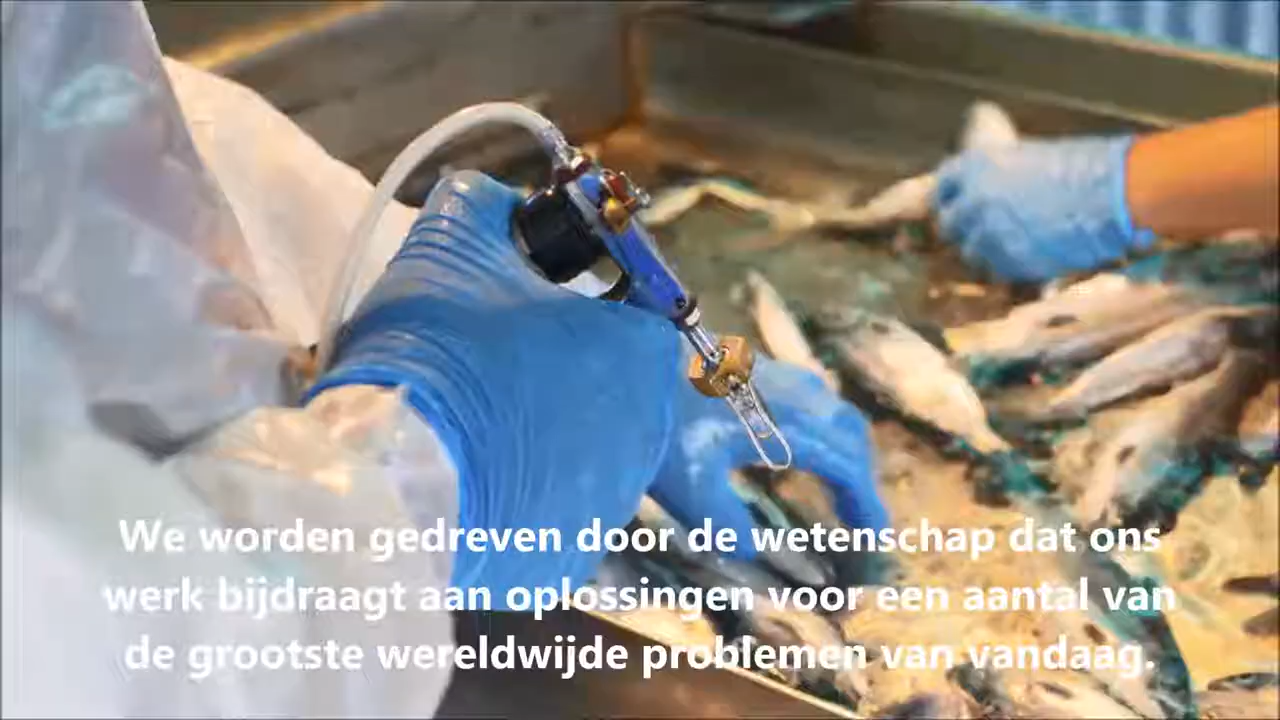 We worden gedreven door de wetenschap dat ons
werk bijdraagt aan oplossingen voor een aantal van
de grootste wereldwijde problemen van vandaag.